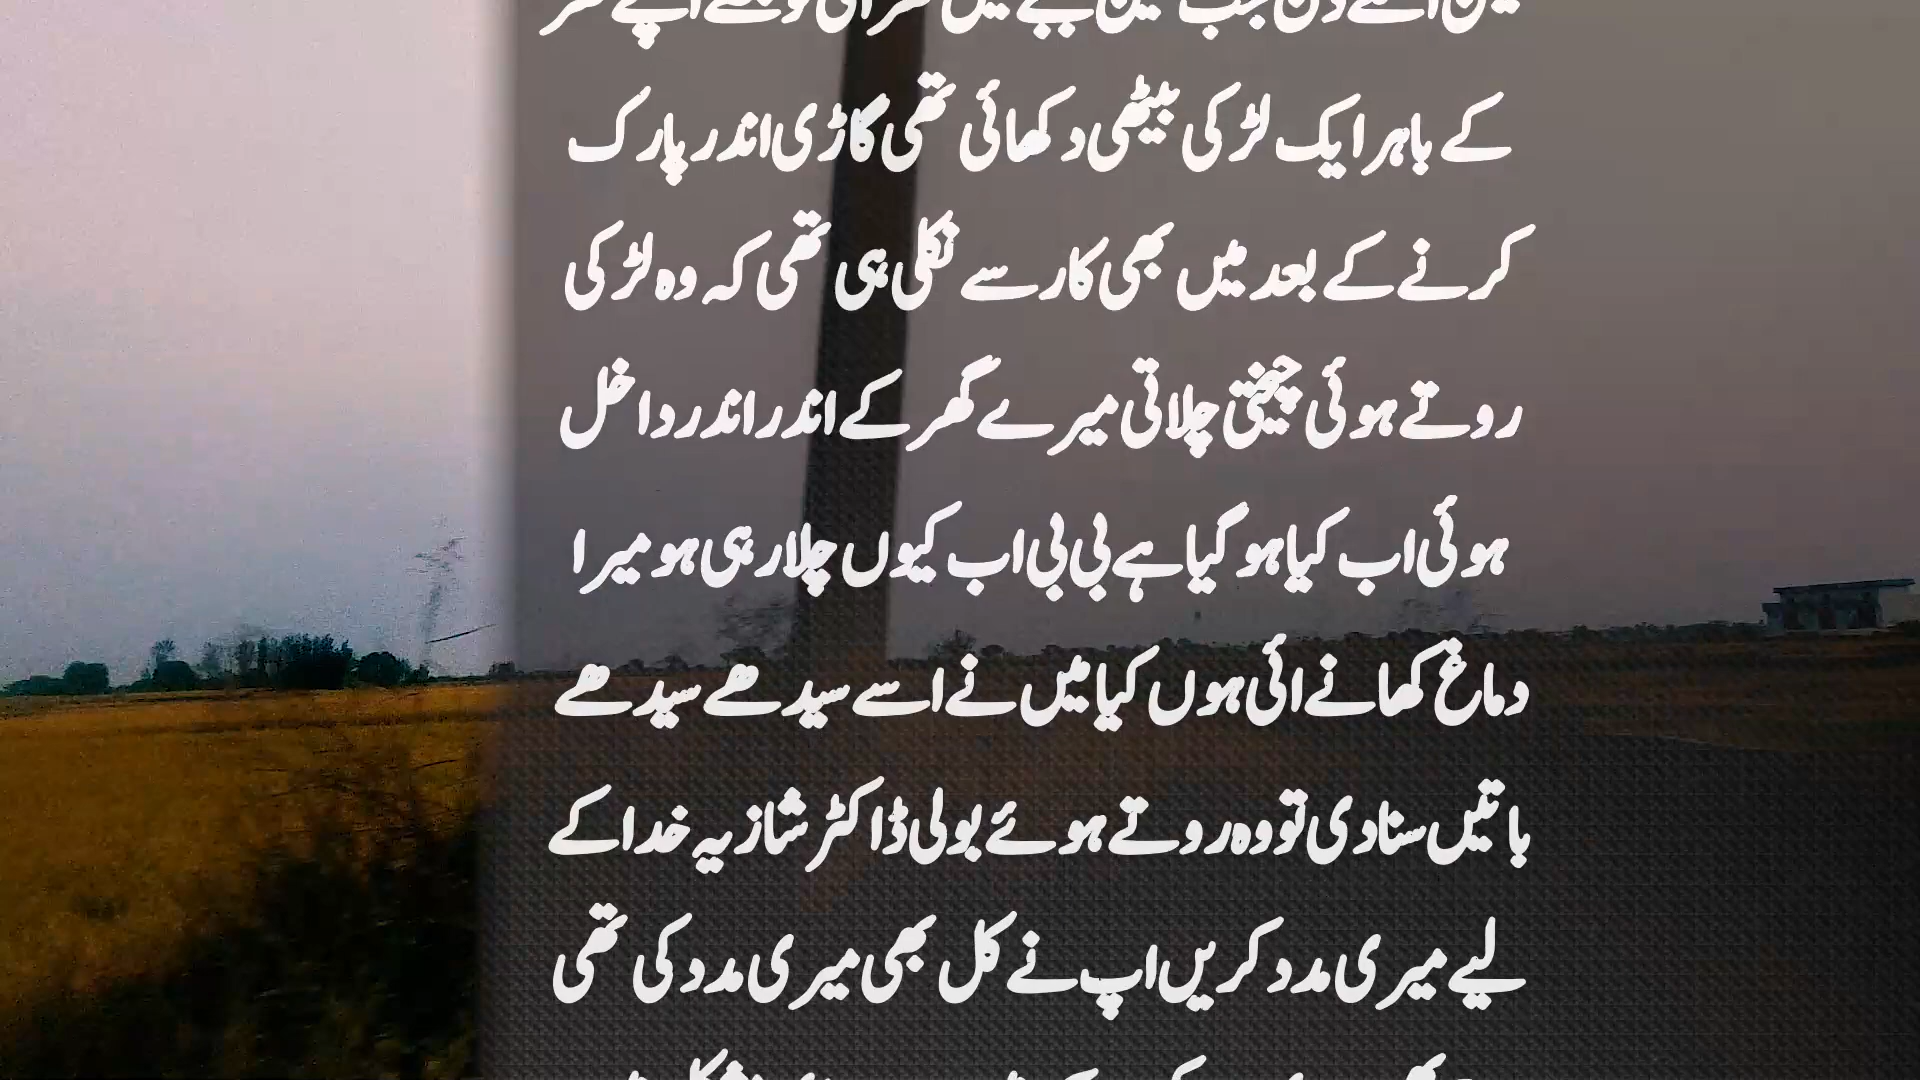 کے باہر ایک لڑکی بیٹھی دکھائی تھی گاڑی اندر پارک
کرنے کے بعد میں بھی کار سے نکلی ہی تھی کہ وہ لڑکی
روتے ہوئی چیختی چلاتی میرے گھر کے اندر اندر داخل
ہوئی اب کیا ہو گیا ہے بی بی اب کیوں چلا رہی ہو میرا
دماغ کھانے ائی ہوں کیا میں نے اسے سیدھے سیدھے
باتیں سنا دی تو وہ روتے ہوئے بولی ڈاکٹر شازیہ خدا کے
لیے میری مدد کریں اپ نے کل بھی میری مدد کی تھی